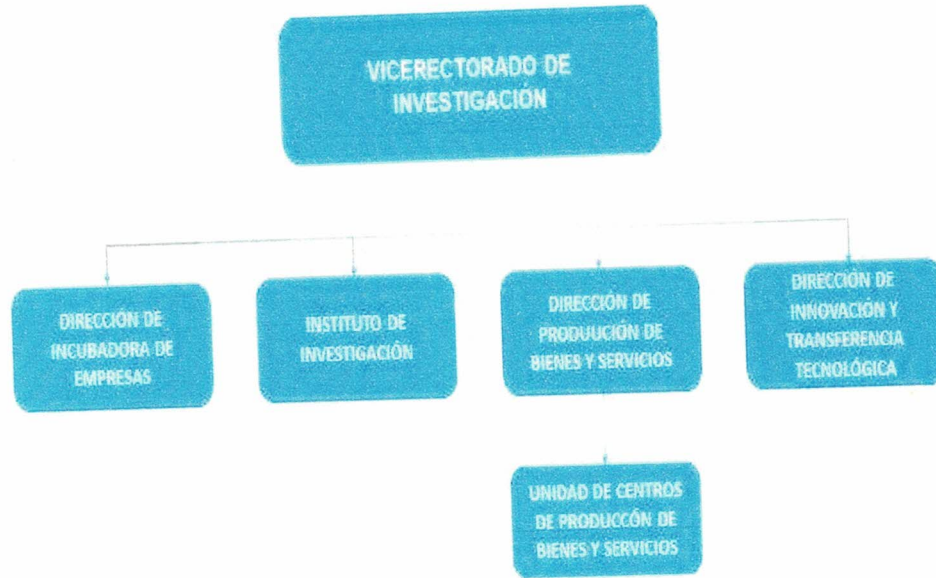 VICERECTORADO DE
INVESTIGACIÓN
DIRECCIÓN DE
INCUBADORA DE
EMPRESAS
INSTITUTO DE
INVESTIGACIÓN
DIRECCIÓN DE
PRODUUCIÓN DE
BIENES Y SERVICIOS
DIRECCIÓN DE
INNOVACIÓN Y
TRANSFERENCIA
TECNOLÓGICA
UNIDAD DE CENTROS
DE PRODUCCÓN DE
BIENES Y SERVICIOS